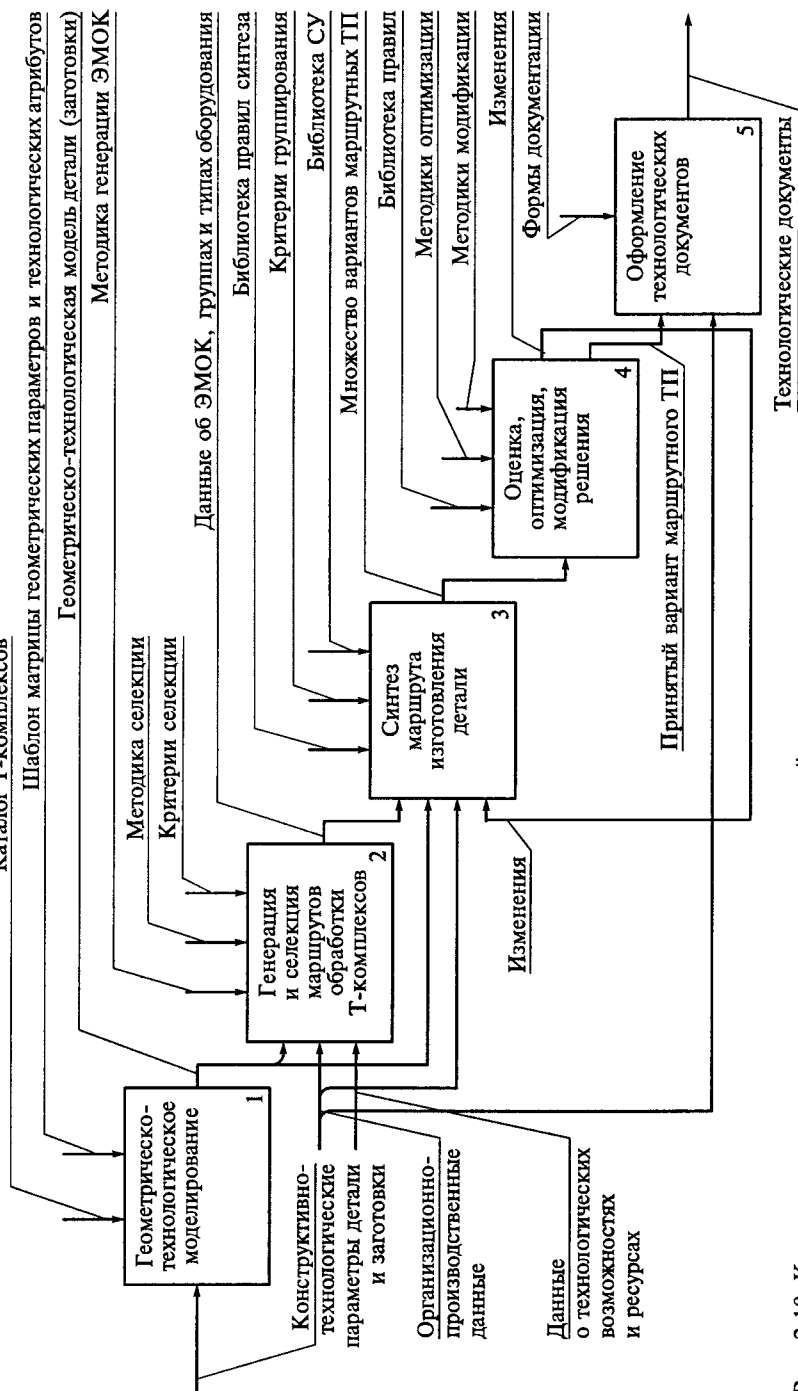 Каталог Т-комплексов
Шаблон матрицы геометрических параметров и технологических атрибутов
Геометрическо-технологическая модель детали (заготовки)
Методика генерации ЭМОК
Методика селекции
Критерии селекции
Данные об ЭМОК, группах и типах оборудования
Библиотека правил синтеза
Критерии группирования
Библиотека СУ
Множество вариантов маршрутных ТП
Библиотека правил
Методики оптимизации
Методики модификации
Изменения
Формы документации
Геометрическо-
технологическое
моделирование
1
Генерация
и селекция
маршрутов
обработки
Т-комплексов
2
Синтез
маршрута
изготовления
детали
3
Оценка,
оптимизация,
модификация
решения
4
Оформление
технологических
документов
5
Конструктивно-
технологические
параметры детали
и заготовки
Организационно-
производственные
данные
Данные
о технологических
возможностях
и ресурсах
Изменения
Принятый вариант маршрутного ТП
Технологические документы